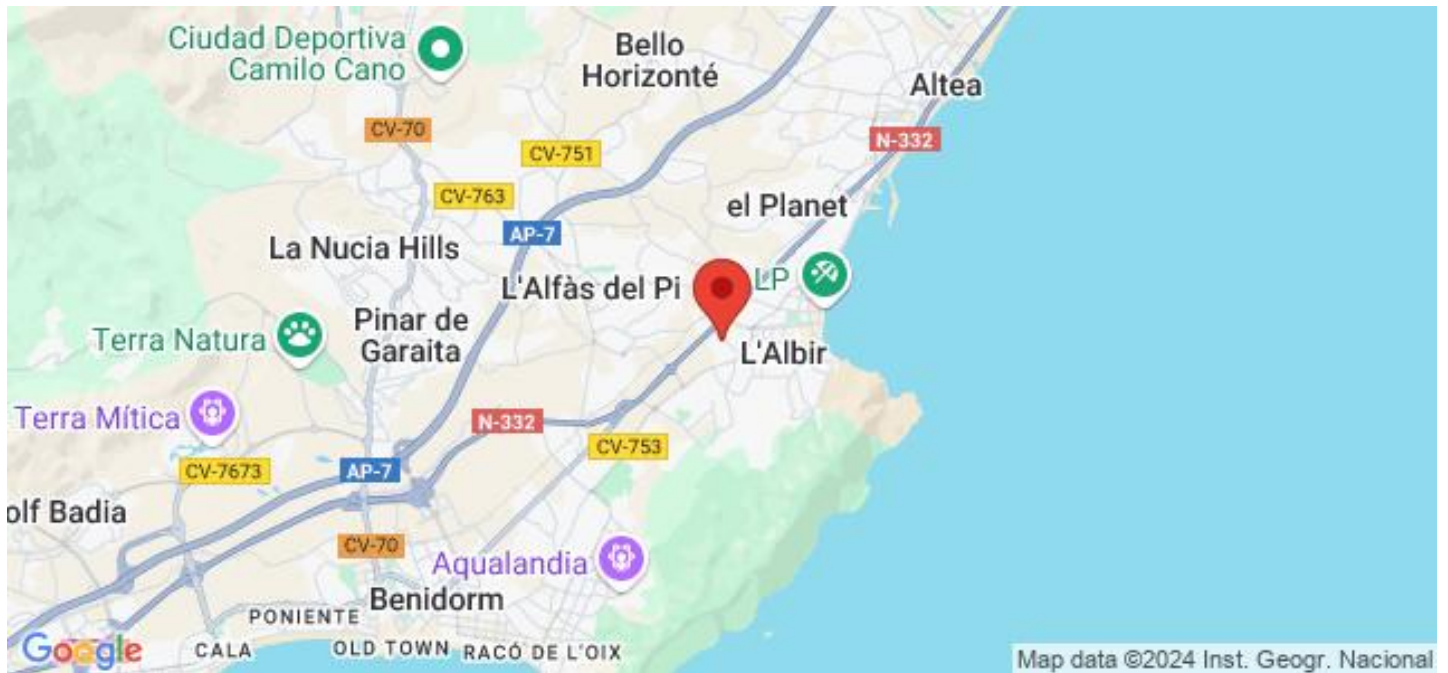 Ciudad Deportiva
Camilo Cano
Bello
Horizonté
Altea
CV-70
N-332
CV-751
CV-763
el Planet
AP-7
La Nucia Hills
L'Alfàs del Pi
LP
Terra Natura
Pinar de
Garaita
L'Albir
Terra Mítica
N-332
CV-753
CV-7673
AP-7
olf Badia
CV-70
Aqualandia
Benidorm
PONIENTE
CALA
OLD TOWN
RACÓ DE L'OIX
Google
Map data ©2024 Inst. Geogr. Nacional